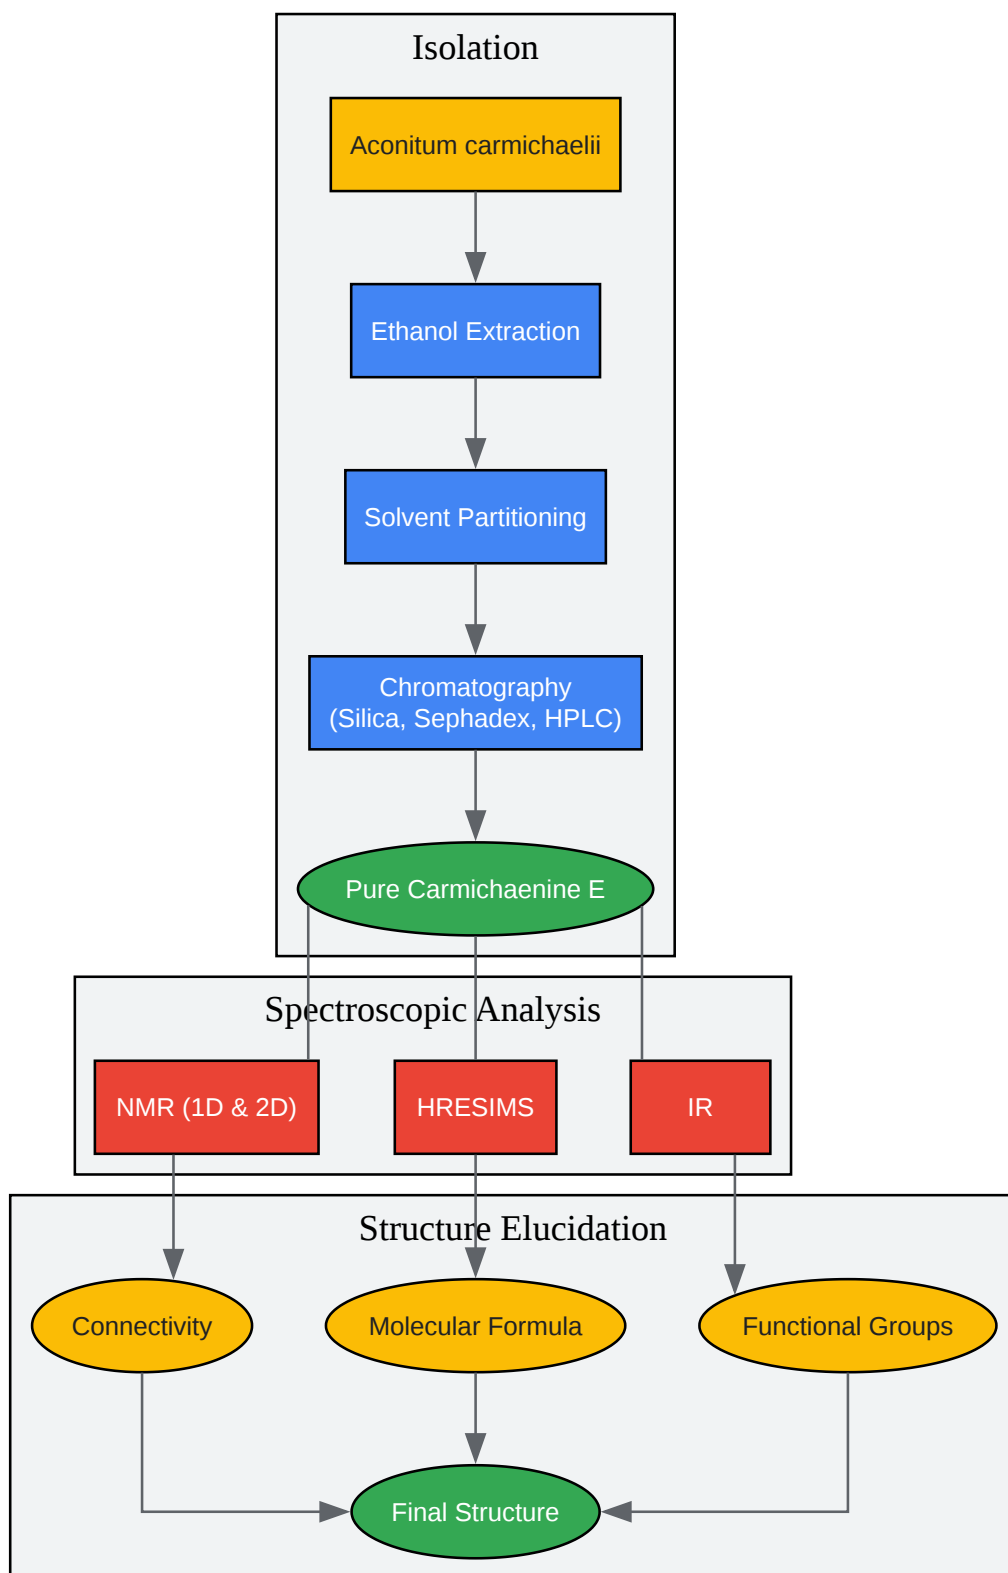 Isolation
Aconitum carmichaelii
Ethanol Extraction
Solvent Partitioning
Chromatography
(Silica, Sephadex, HPLC)
Pure Carmichaenine E
Spectroscopic Analysis
NMR (1D & 2D)
HRESIMS
IR
Structure Elucidation
Connectivity
Molecular Formula
Functional Groups
Final Structure